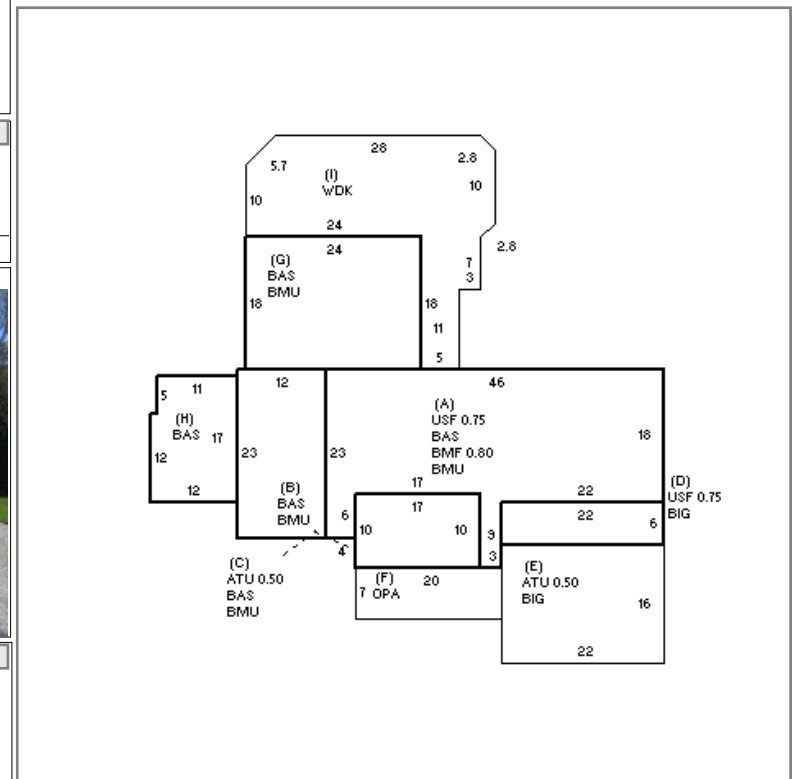 28
5.7
2.8
(I)
WDK
10
10
24
2.8
24
(G)
BAS
BMU
7
3
18
18
11
5
12
46
5
11
(H)
BAS
17
12
12
(A)
USF 0.75
BAS
BMF 0.80
BMU
18
23
23
17
17
22
22
(D)
USF 0.75
BIG
(B)
BAS
BMU
6
10
10
9
6
4
3
(C)
ATU 0.50
BAS
BMU
(F)
OPA
7
20
(E)
ATU 0.50
BIG
16
22